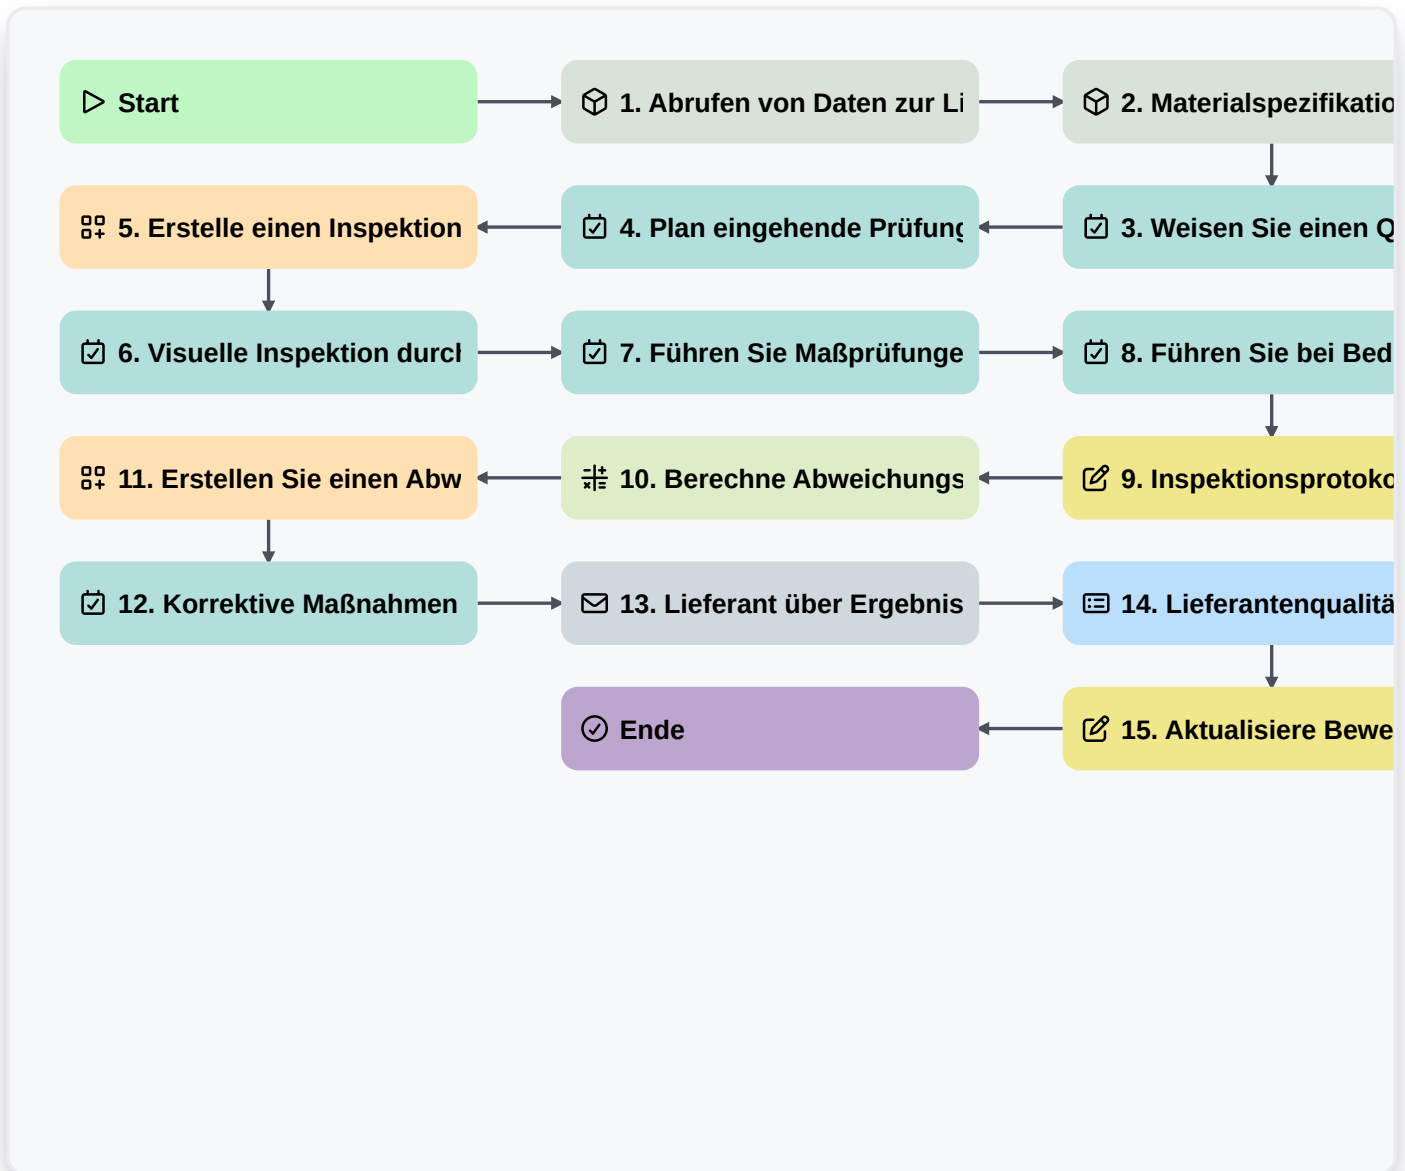 Start
1. Abrufen von Daten zur Li
2. Materialspezifikatio
5. Erstelle einen Inspektion
4. Plan eingehende Prüfung
3. Weisen Sie einen Q
6. Visuelle Inspektion durch
7. Führen Sie Maßprüfunge
8. Führen Sie bei Bed
11. Erstellen Sie einen Abw
10. Berechne Abweichungs
9. Inspektionsprotoko
12. Korrektive Maßnahmen
13. Lieferant über Ergebnis
14. Lieferantenqualitä
Ende
15. Aktualisiere Bewe